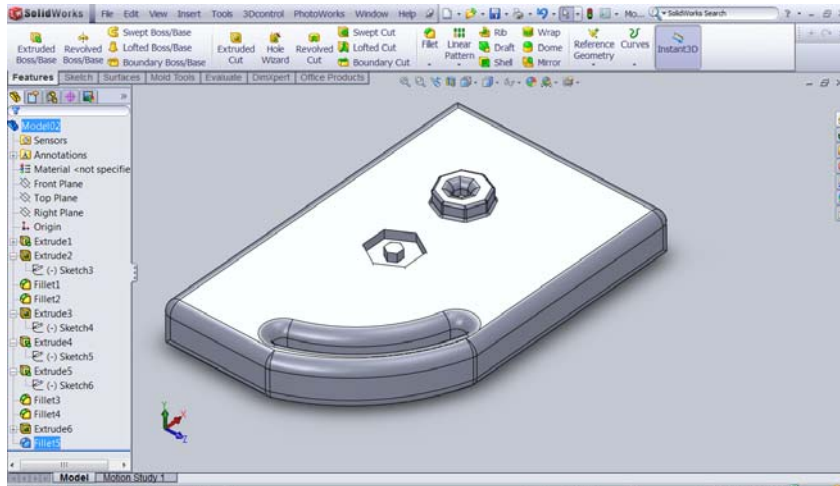 SolidWorks File Edit View Insert Tools 3Dcontrol PhotoWorks Window Help Mo... SolidWorks Search
Extruded Boss/Base Revolved Boss/Base Swept Boss/Base Extruded Cut Hole Wizard Revolved Cut Swept Cut Fillet Linear Pattern Rib Wrap Reference Geometry Curves Instant3D
Lofted Boss/Base Lofted Cut Draft Dome
Boundary Boss/Base Boundary Cut Shell Mirror
Features Sketch Surfaces Mold Tools Evaluate DimXpert Office Products
Model02
Sensors
Annotations
Material <not specifie
Front Plane
Top Plane
Right Plane
Origin
Extrude1
Extrude2
(-) Sketch3
Fillet1
Fillet2
Extrude3
(-) Sketch4
Extrude4
(-) Sketch5
Extrude5
(-) Sketch6
Fillet3
Fillet4
Extrude6
Fillet5
Y X Z
Model Motion Study 1